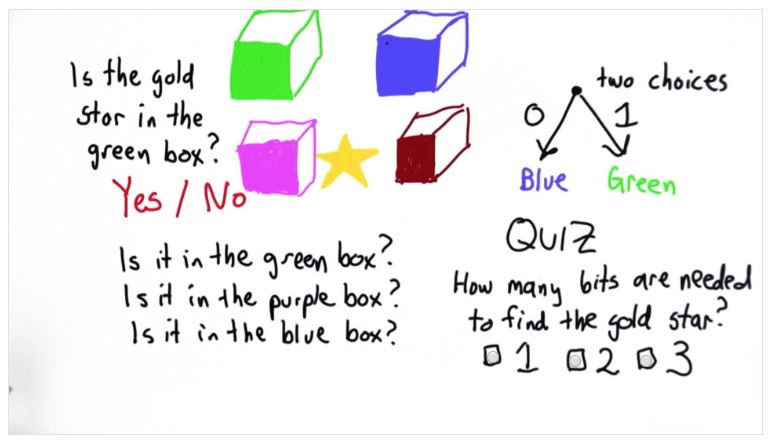 Is the gold
star in the
green box?
Yes / No
two choices
0 1
Blue Green
Is it in the green box?
Is it in the purple box?
Is it in the blue box?
QUIZ
How many bits are needed
to find the gold star?
1 2 3